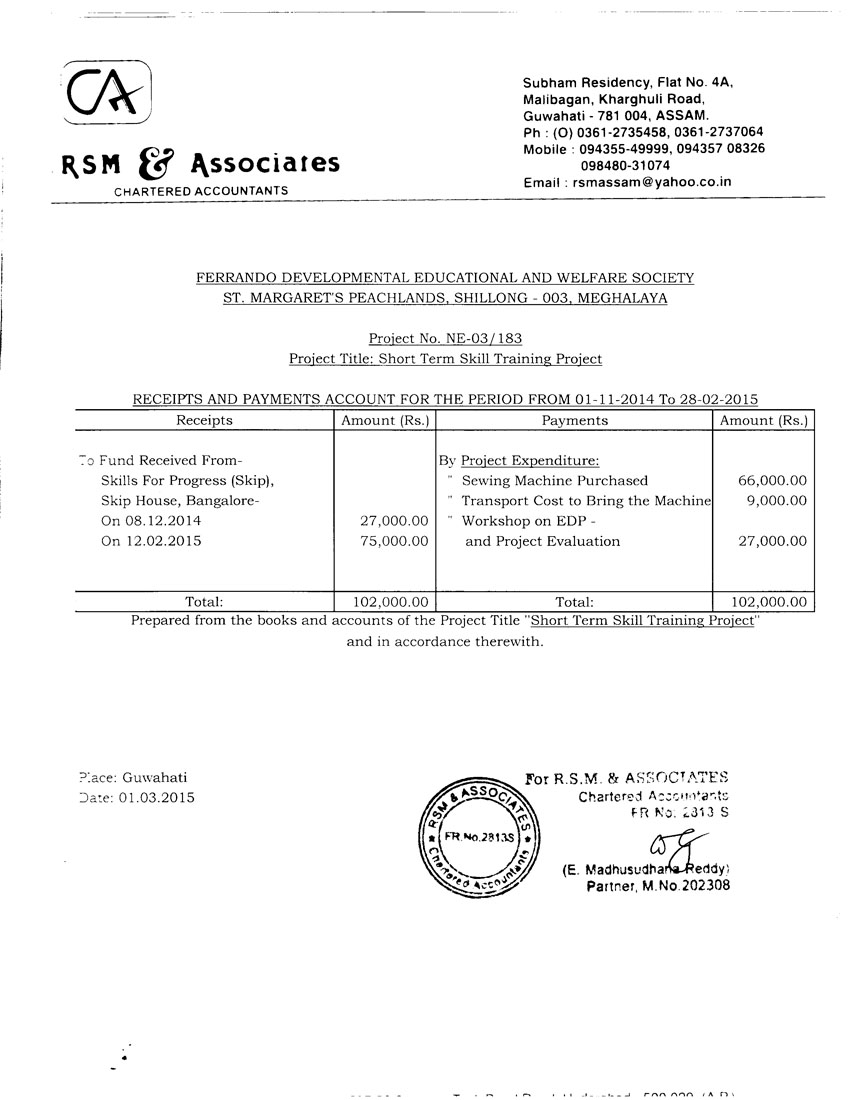 CA
RSM & Associates
CHARTERED ACCOUNTANTS
Subham Residency, Flat No. 4A,
Malibagan, Kharghuli Road,
Guwahati - 781 004, ASSAM.
Ph : (O) 0361-2735458, 0361-2737064
Mobile : 094355-49999, 094357 08326
098480-31074
Email : rsmassam@yahoo.co.in
FERRANDO DEVELOPMENTAL EDUCATIONAL AND WELFARE SOCIETY
ST. MARGARET'S PEACHLANDS, SHILLONG - 003, MEGHALAYA
Project No. NE-03/183
Project Title: Short Term Skill Training Project
RECEIPTS AND PAYMENTS ACCOUNT FOR THE PERIOD FROM 01-11-2014 To 28-02-2015
Receipts Amount (Rs.) Payments Amount (Rs.)
To Fund Received From- By Project Expenditure:
Skills For Progress (Skip), " Sewing Machine Purchased 66,000.00
Skip House, Bangalore- " Transport Cost to Bring the Machine 9,000.00
On 08.12.2014 27,000.00 " Workshop on EDP -
On 12.02.2015 75,000.00 and Project Evaluation 27,000.00
Total: 102,000.00 Total: 102,000.00
Prepared from the books and accounts of the Project Title "Short Term Skill Training Project"
and in accordance therewith.
Place: Guwahati
Date: 01.03.2015
RSM & ASSOCIATES
FR.No.2813S
Chartered Accountants
For R.S.M. & ASSOCIATES
Chartered Accountants
FR No. 2813 S
(E. Madhusudhana Reddy)
Partner, M.No.202308